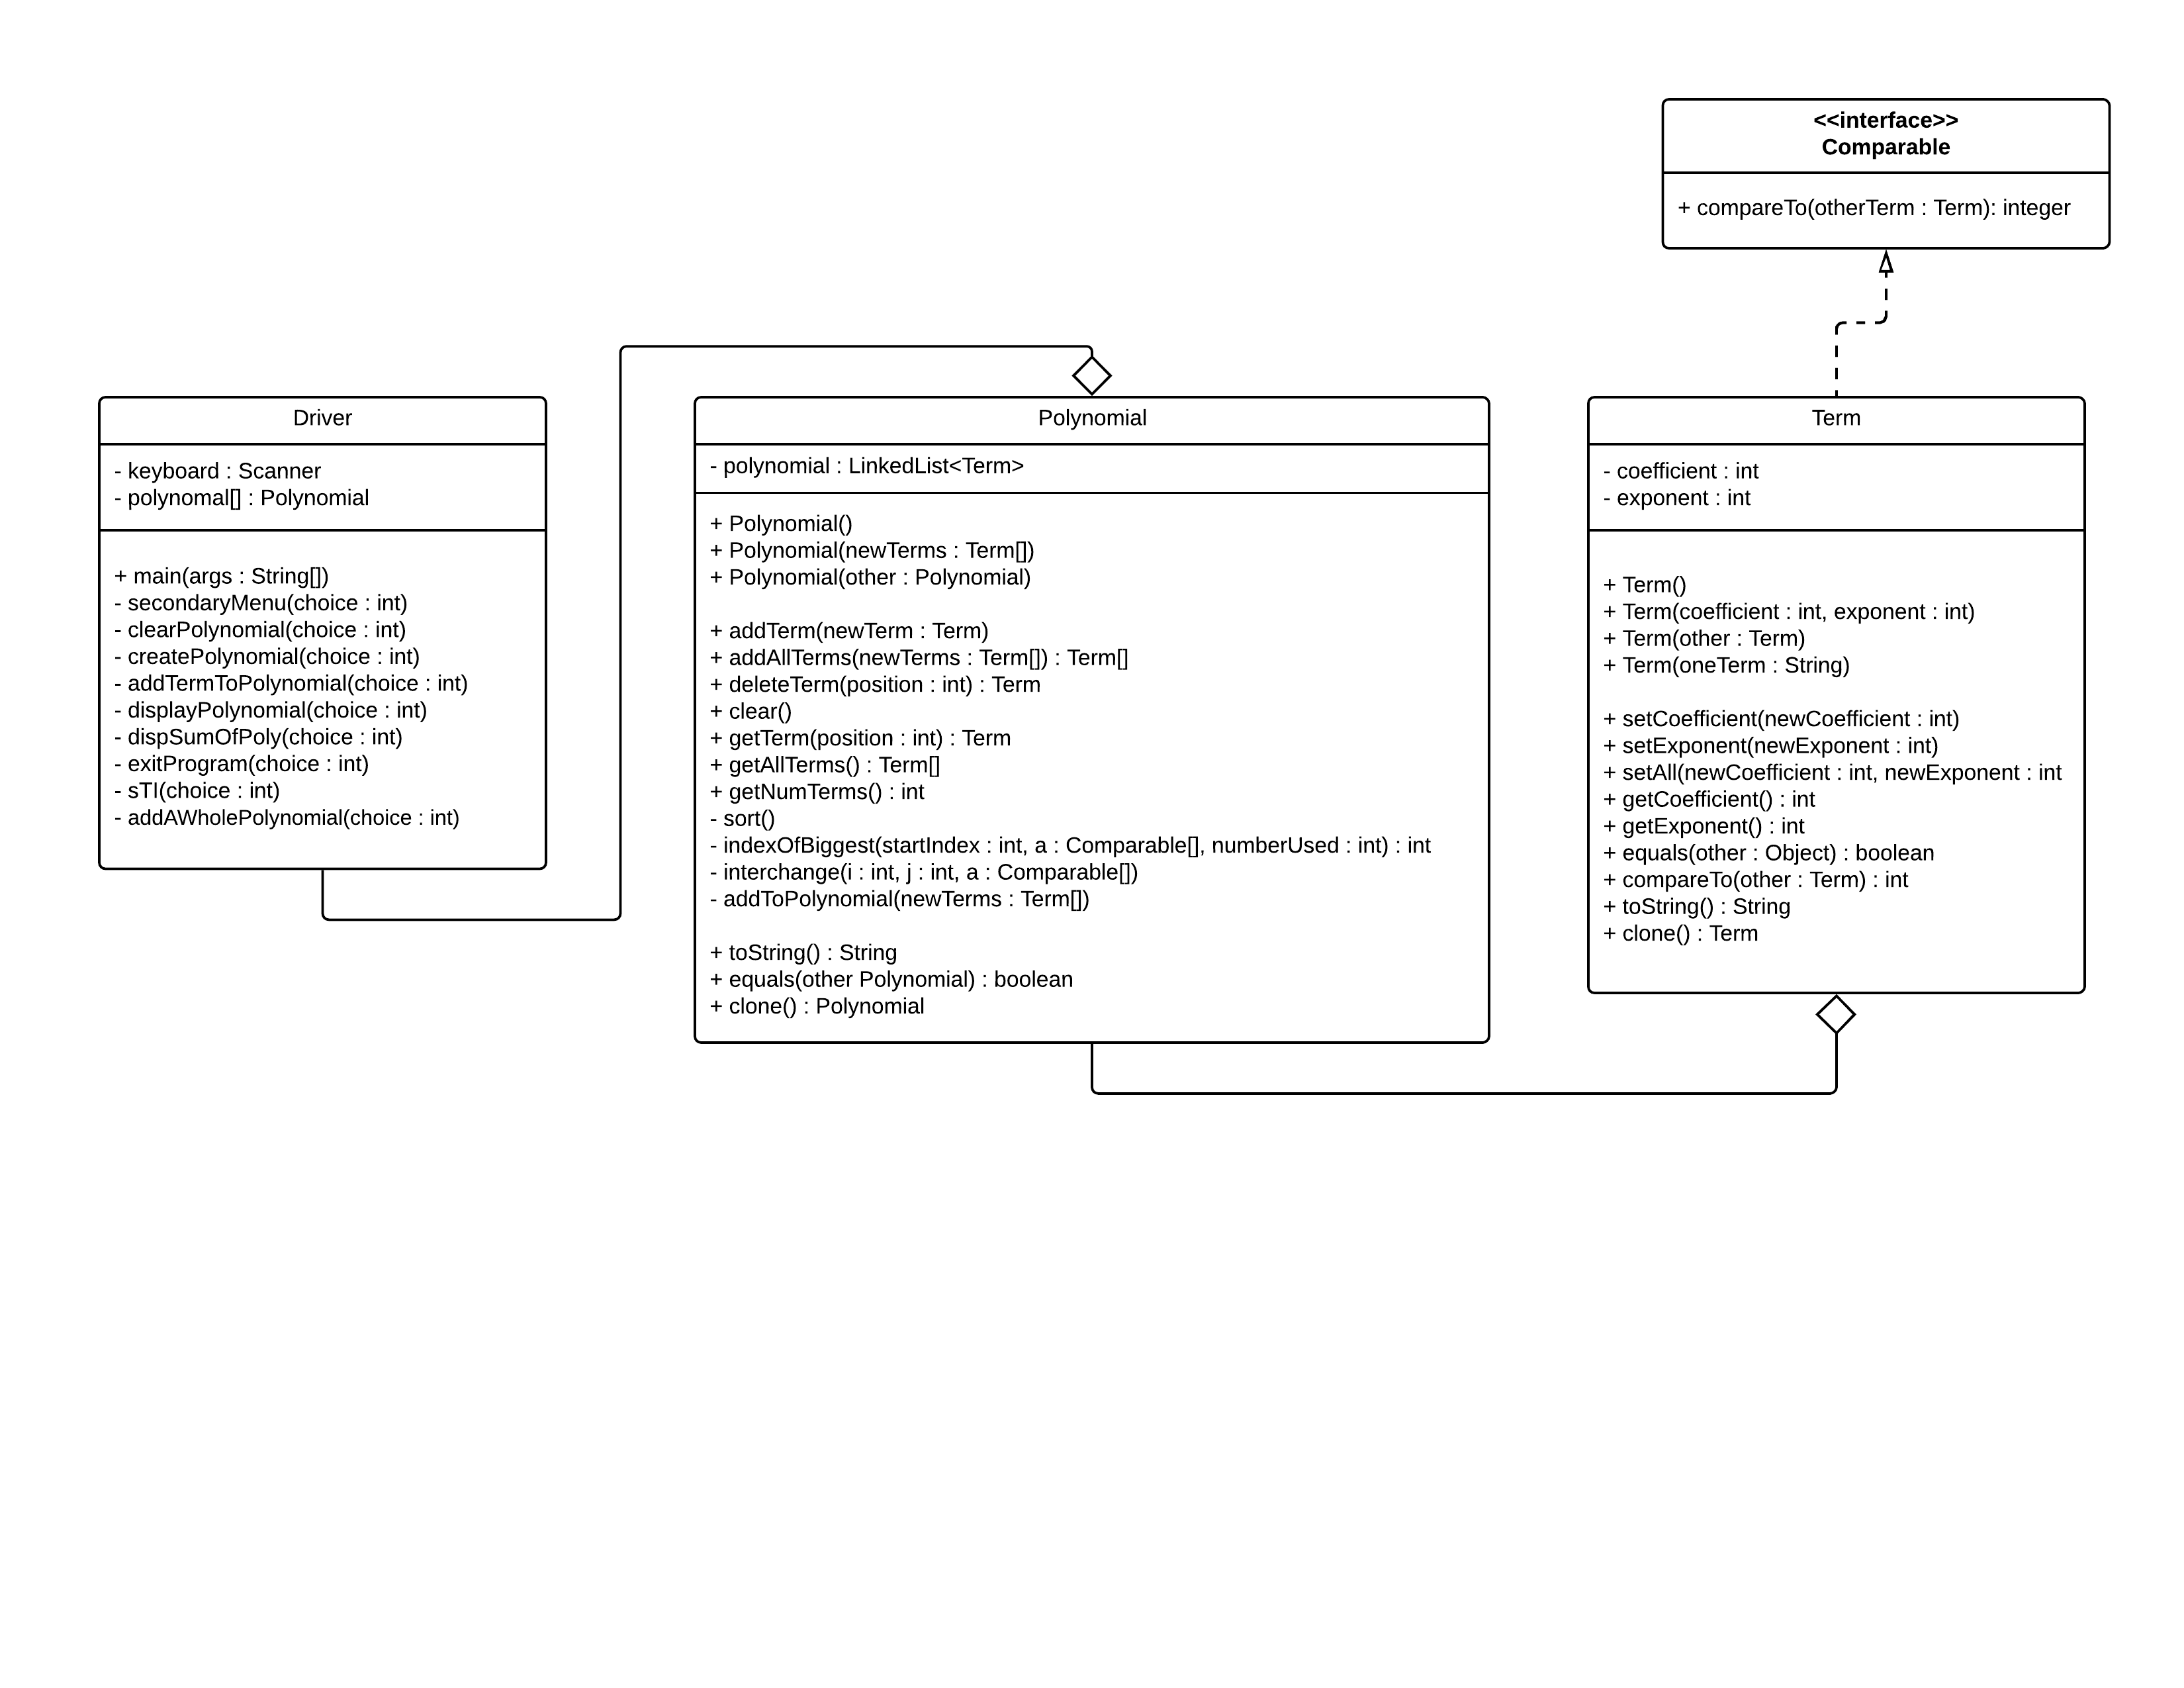 <<interface>>
Comparable
+ compareTo(otherTerm : Term): integer
Driver
- keyboard : Scanner
- polynomal[] : Polynomial
+ main(args : String[])
- secondaryMenu(choice : int)
- clearPolynomial(choice : int)
- createPolynomial(choice : int)
- addTermToPolynomial(choice : int)
- displayPolynomial(choice : int)
- dispSumOfPoly(choice : int)
- exitProgram(choice : int)
- sTI(choice : int)
- addAWholePolynomial(choice : int)
Polynomial
- polynomial : LinkedList<Term>
+ Polynomial()
+ Polynomial(newTerms : Term[])
+ Polynomial(other : Polynomial)
+ addTerm(newTerm : Term)
+ addAllTerms(newTerms : Term[]) : Term[]
+ deleteTerm(position : int) : Term
+ clear()
+ getTerm(position : int) : Term
+ getAllTerms() : Term[]
+ getNumTerms() : int
- sort()
- indexOfBiggest(startIndex : int, a : Comparable[], numberUsed : int) : int
- interchange(i : int, j : int, a : Comparable[])
- addToPolynomial(newTerms : Term[])
+ toString() : String
+ equals(other Polynomial) : boolean
+ clone() : Polynomial
Term
- coefficient : int
- exponent : int
+ Term()
+ Term(coefficient : int, exponent : int)
+ Term(other : Term)
+ Term(oneTerm : String)
+ setCoefficient(newCoefficient : int)
+ setExponent(newExponent : int)
+ setAll(newCoefficient : int, newExponent : int
+ getCoefficient() : int
+ getExponent() : int
+ equals(other : Object) : boolean
+ compareTo(other : Term) : int
+ toString() : String
+ clone() : Term